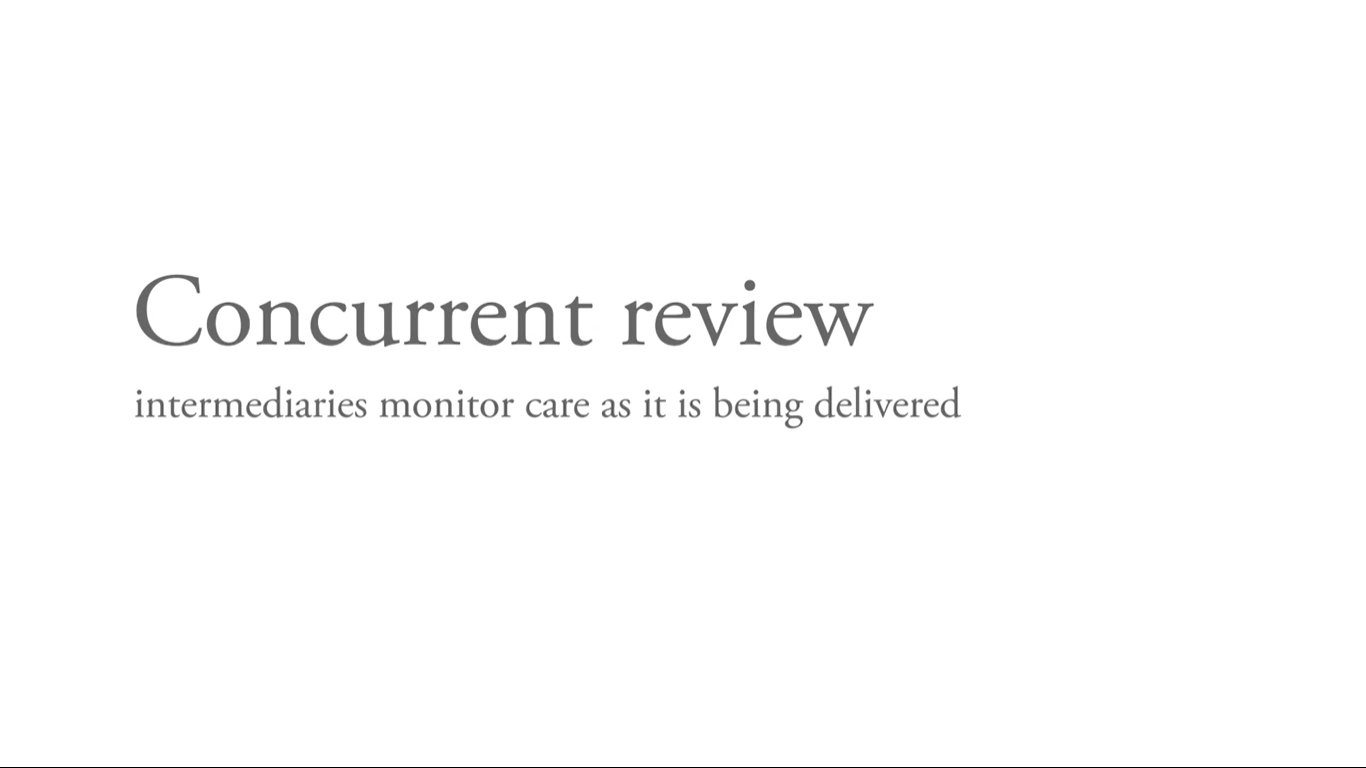 Concurrent review
intermediaries monitor care as it is being delivered